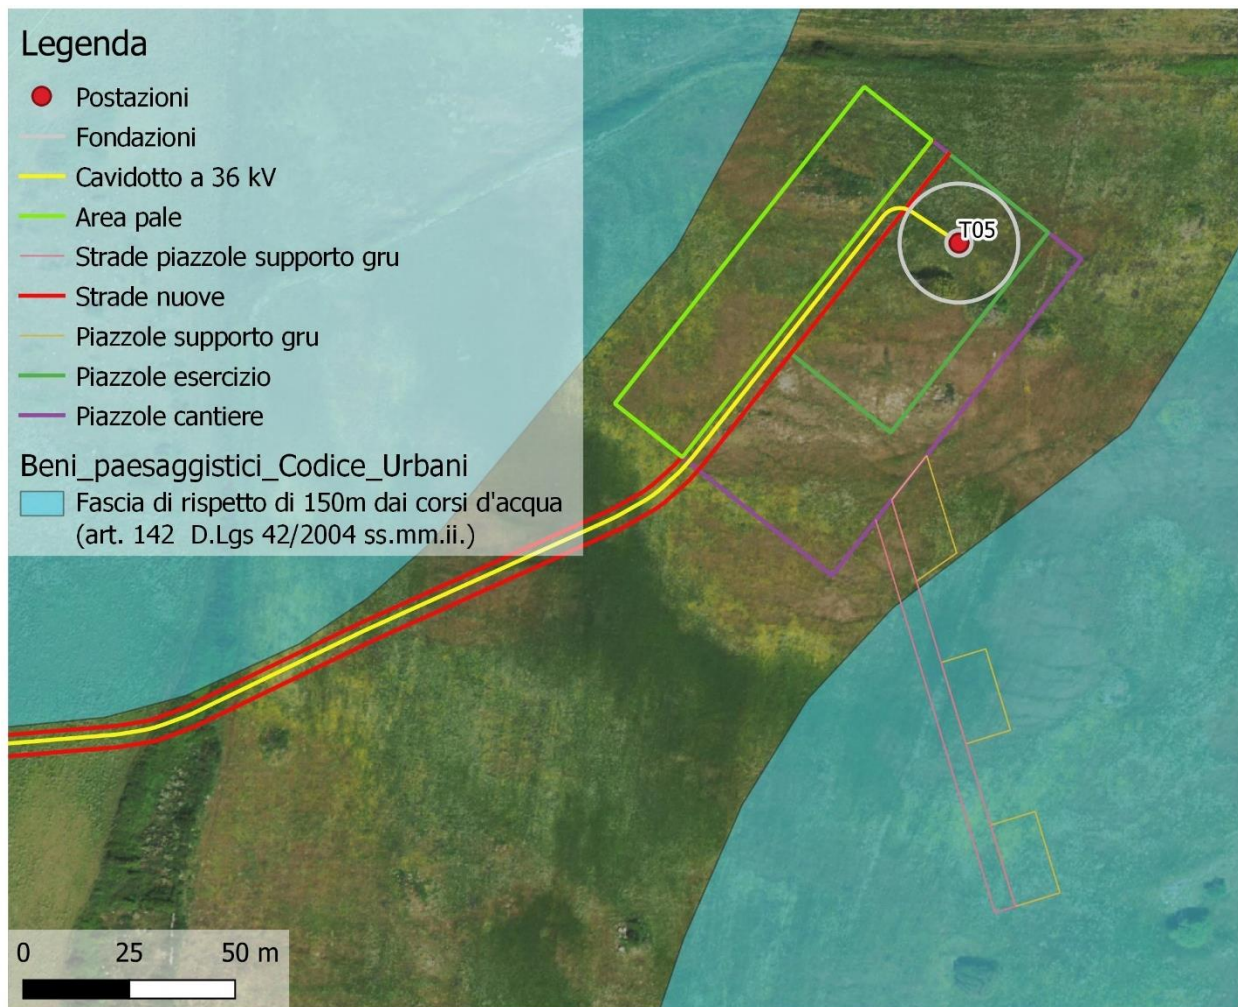 Legenda
Postazioni
Fondazioni
Cavidotto a 36 kV
Area pale
Strade piazzole supporto gru
Strade nuove
Piazzole supporto gru
Piazzole esercizio
Piazzole cantiere
Beni_paesaggistici_Codice_Urbani
Fascia di rispetto di 150m dai corsi d'acqua
(art. 142 D.Lgs 42/2004 ss.mm.ii.)
T05
0 25 50 m